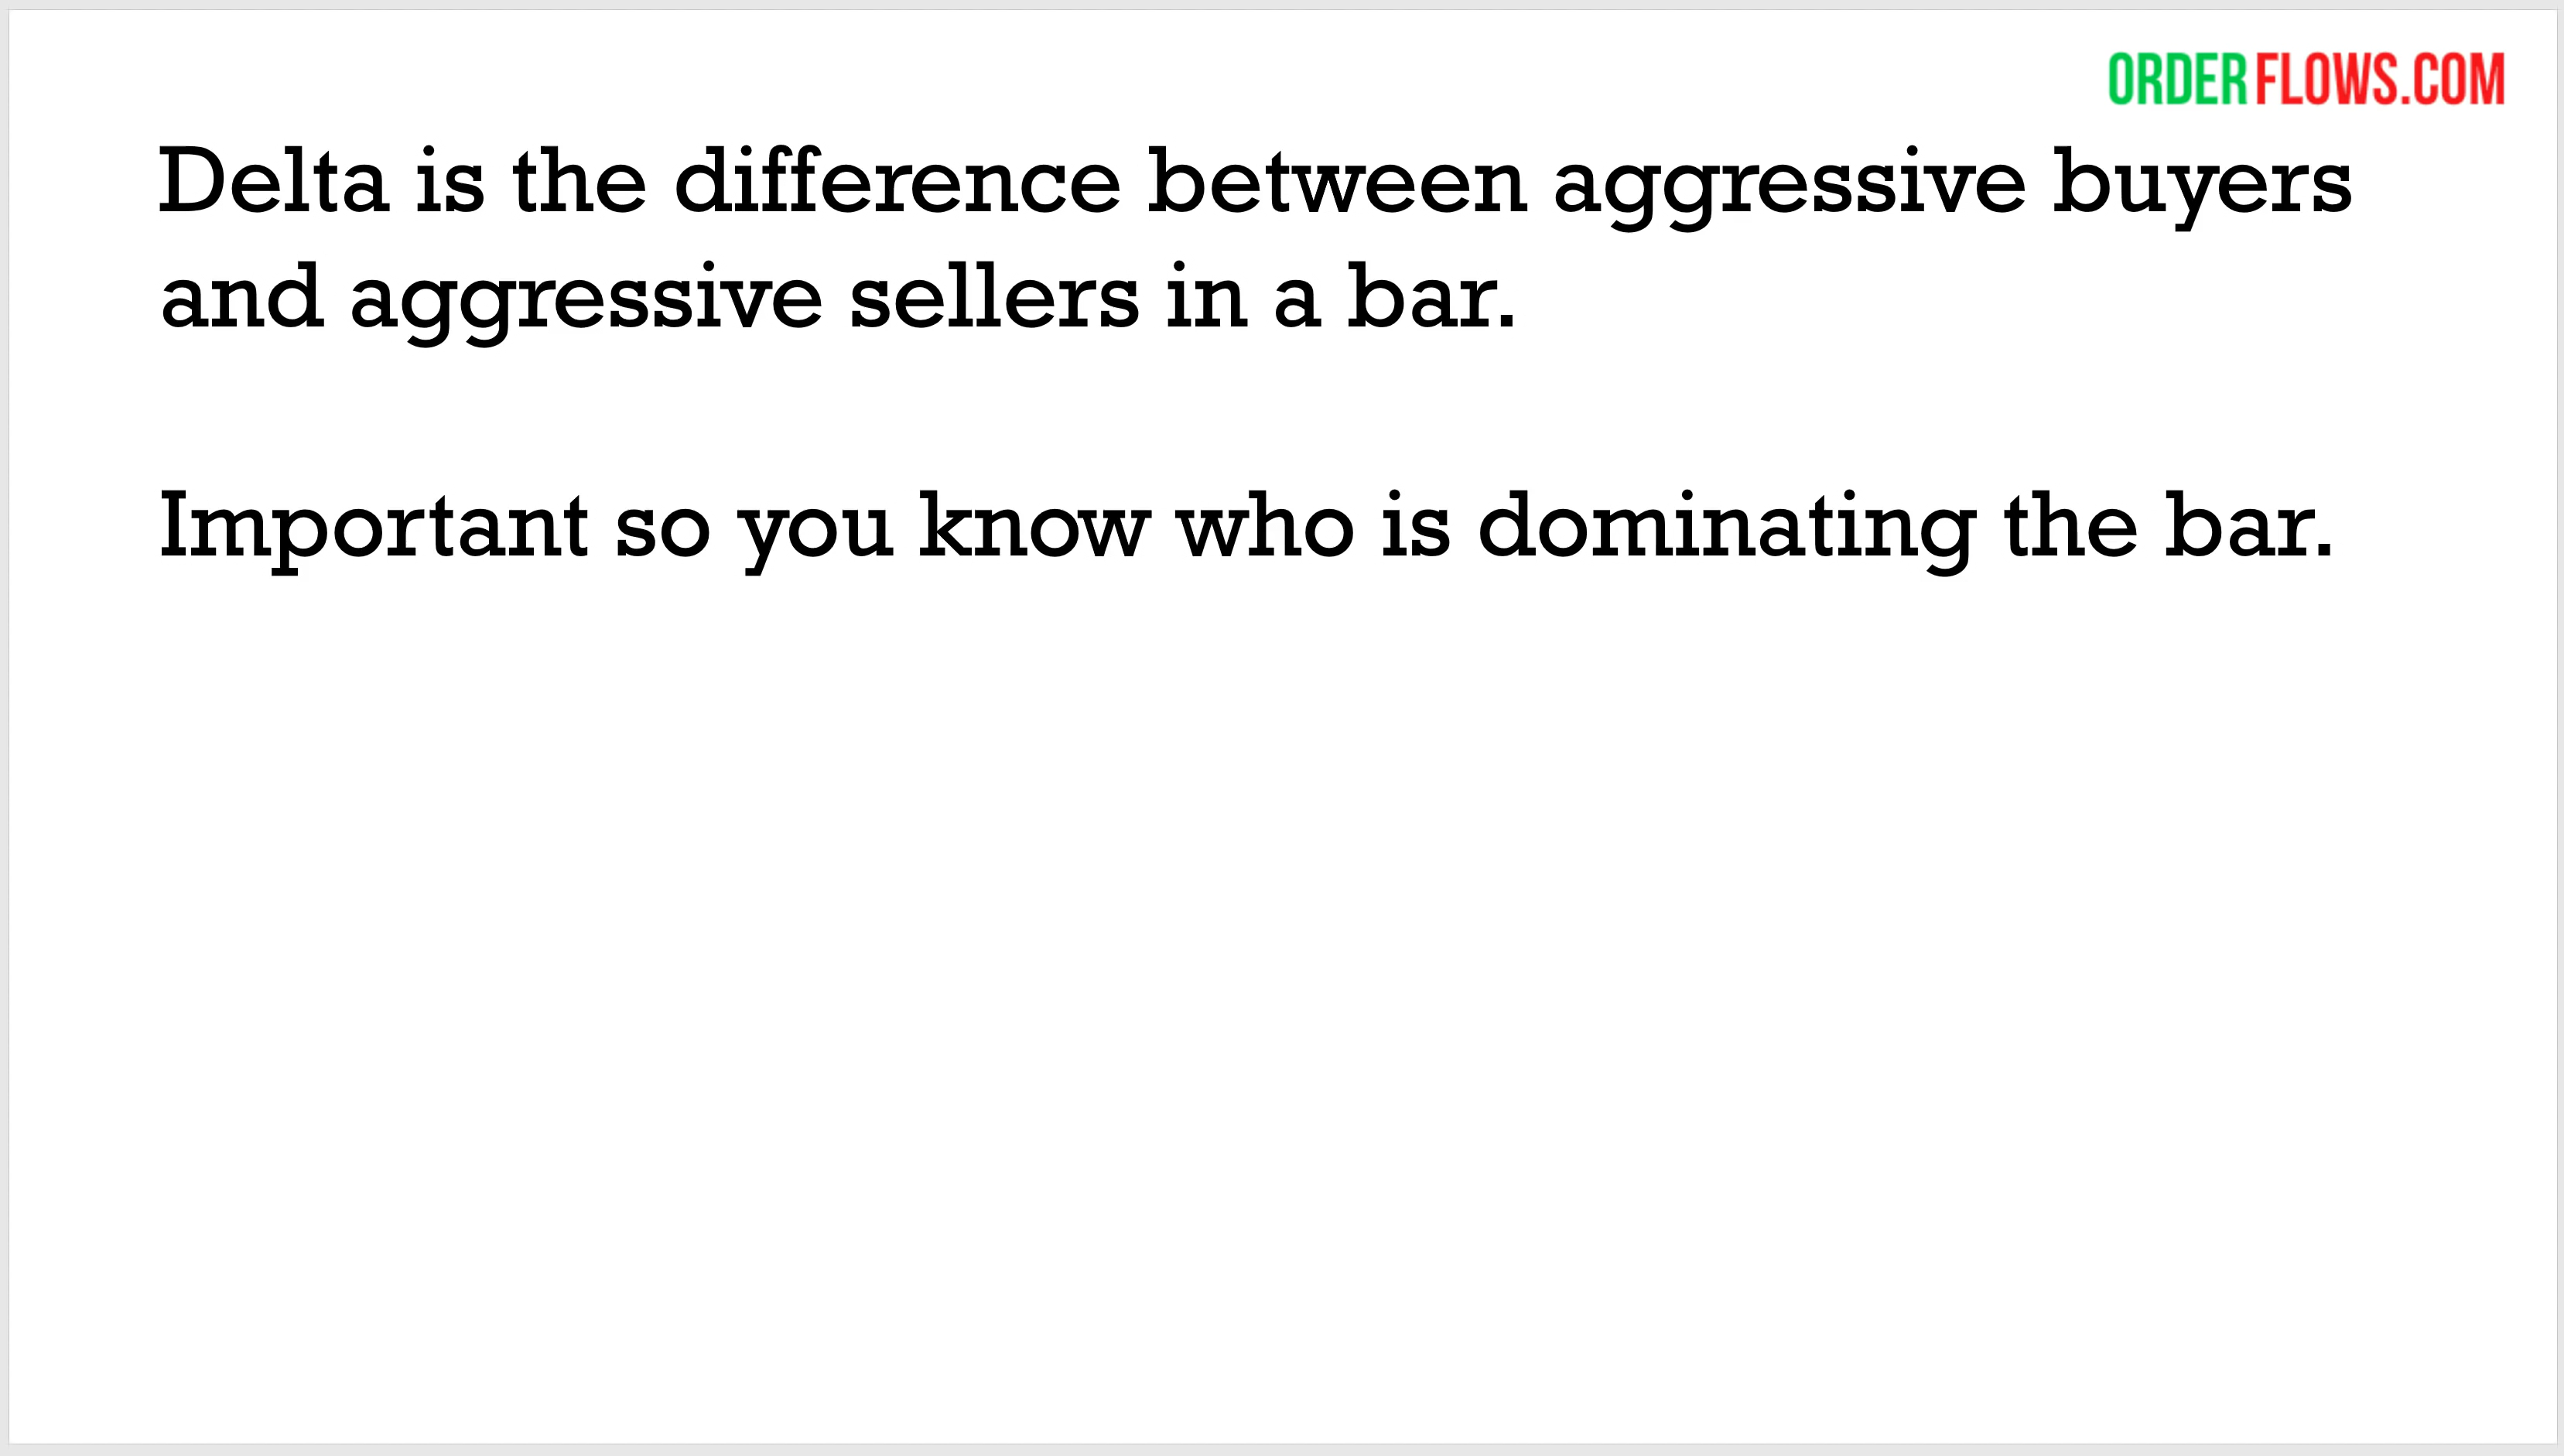 ORDERFLOWS.COM
Delta is the difference between aggressive buyers
and aggressive sellers in a bar.
Important so you know who is dominating the bar.